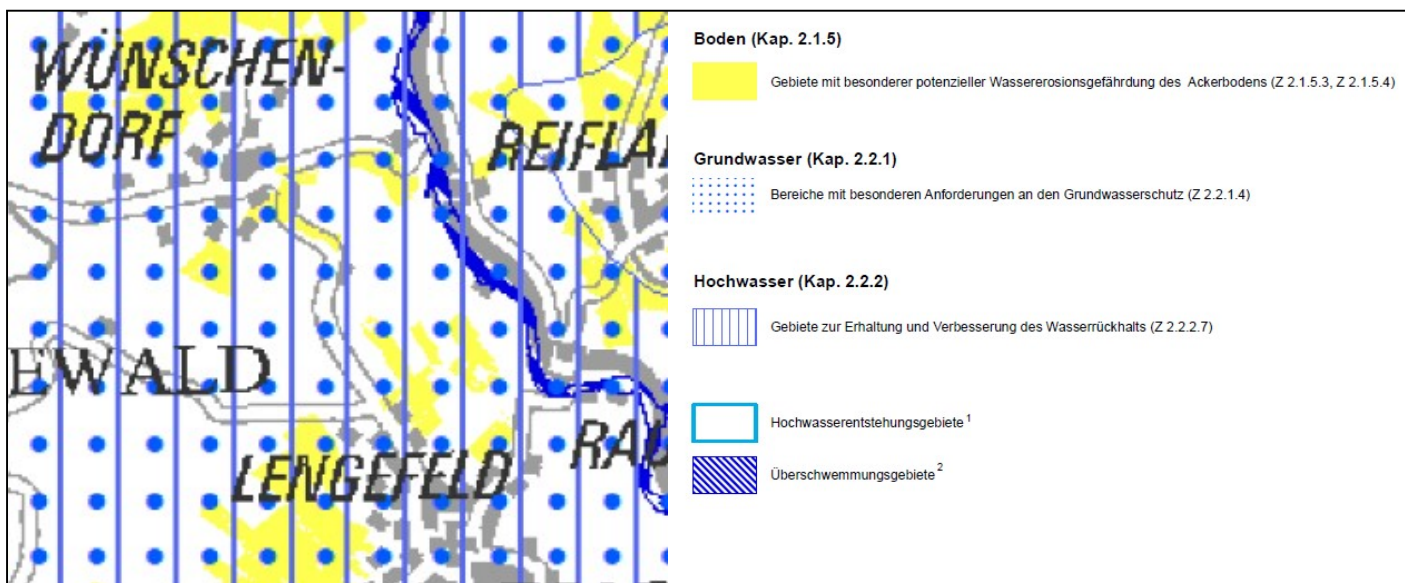 WÜNSCHEN-
DORF
REIFLA
EWALD
LENGEFELD
RAU
Boden (Kap. 2.1.5)
Gebiete mit besonderer potenzieller Wassererosionsgefährdung des Ackerbodens (Z 2.1.5.3, Z 2.1.5.4)
Grundwasser (Kap. 2.2.1)
Bereiche mit besonderen Anforderungen an den Grundwasserschutz (Z 2.2.1.4)
Hochwasser (Kap. 2.2.2)
Gebiete zur Erhaltung und Verbesserung des Wasserrückhalts (Z 2.2.2.7)
Hochwasserentstehungsgebiete 1
Überschwemmungsgebiete 2